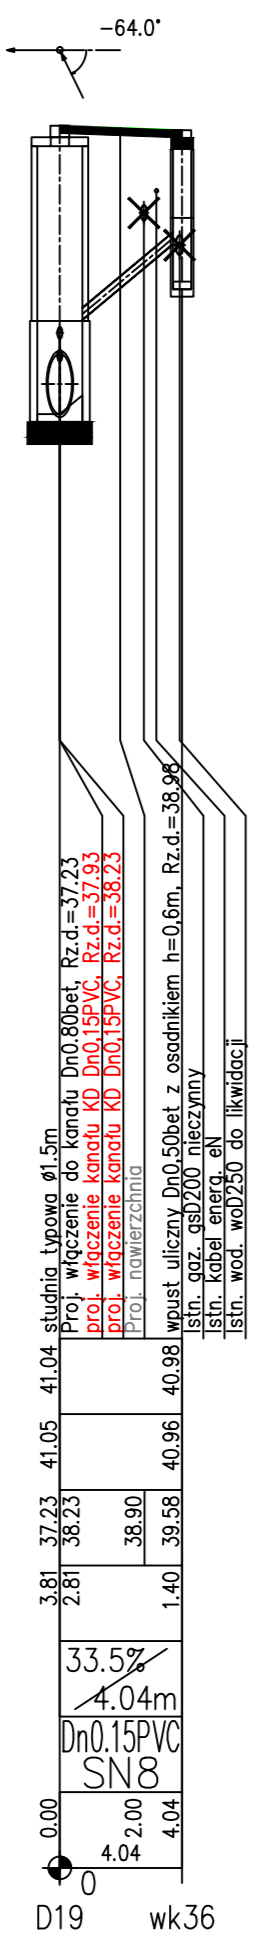 -64.0°
studnia typowa ø1.5m
Proj. włączenie do kanału Dn0.80bet, Rz.d.=37.23
proj. włączenie kanału KD Dn0,15PVC, Rz.d.=37.93
proj. włączenie kanału KD Dn0,15PVC, Rz.d.=38.23
Proj. nawierzchnia
wpust uliczny Dn0,50bet z osadnikiem h=0,6m, Rz.d.=38.98
Istn. gaz. gsD200 nieczynny
Istn. kabel energ. eN
Istn. wod. woD250 do likwidacji
41.04 40.98
41.05 40.96
37.23 38.23 38.90 39.58
3.81 2.81 1.40
33.5%
4.04m
Dn0.15PVC
SN8
0.00 2.00 4.04
4.04
0
D19 wk36